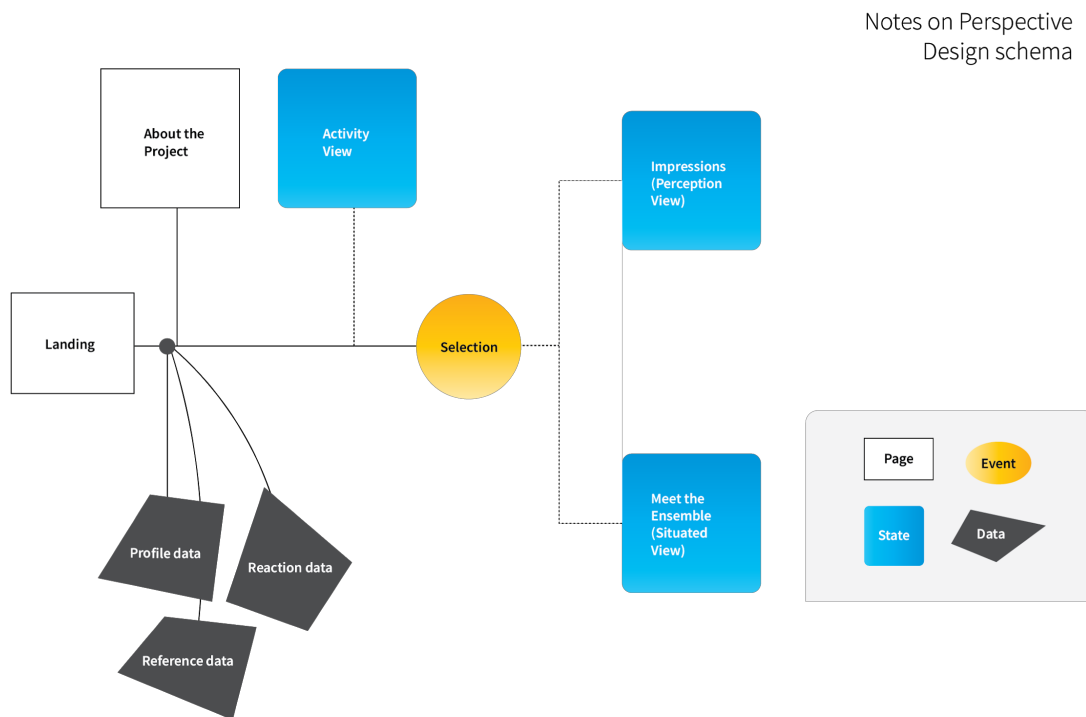 Notes on Perspective
Design schema
About the
Project
Activity
View
Impressions
(Perception
View)
Landing
Selection
Meet the
Ensemble
(Situated
View)
Profile data
Reaction data
Reference data
Page
Event
State
Data